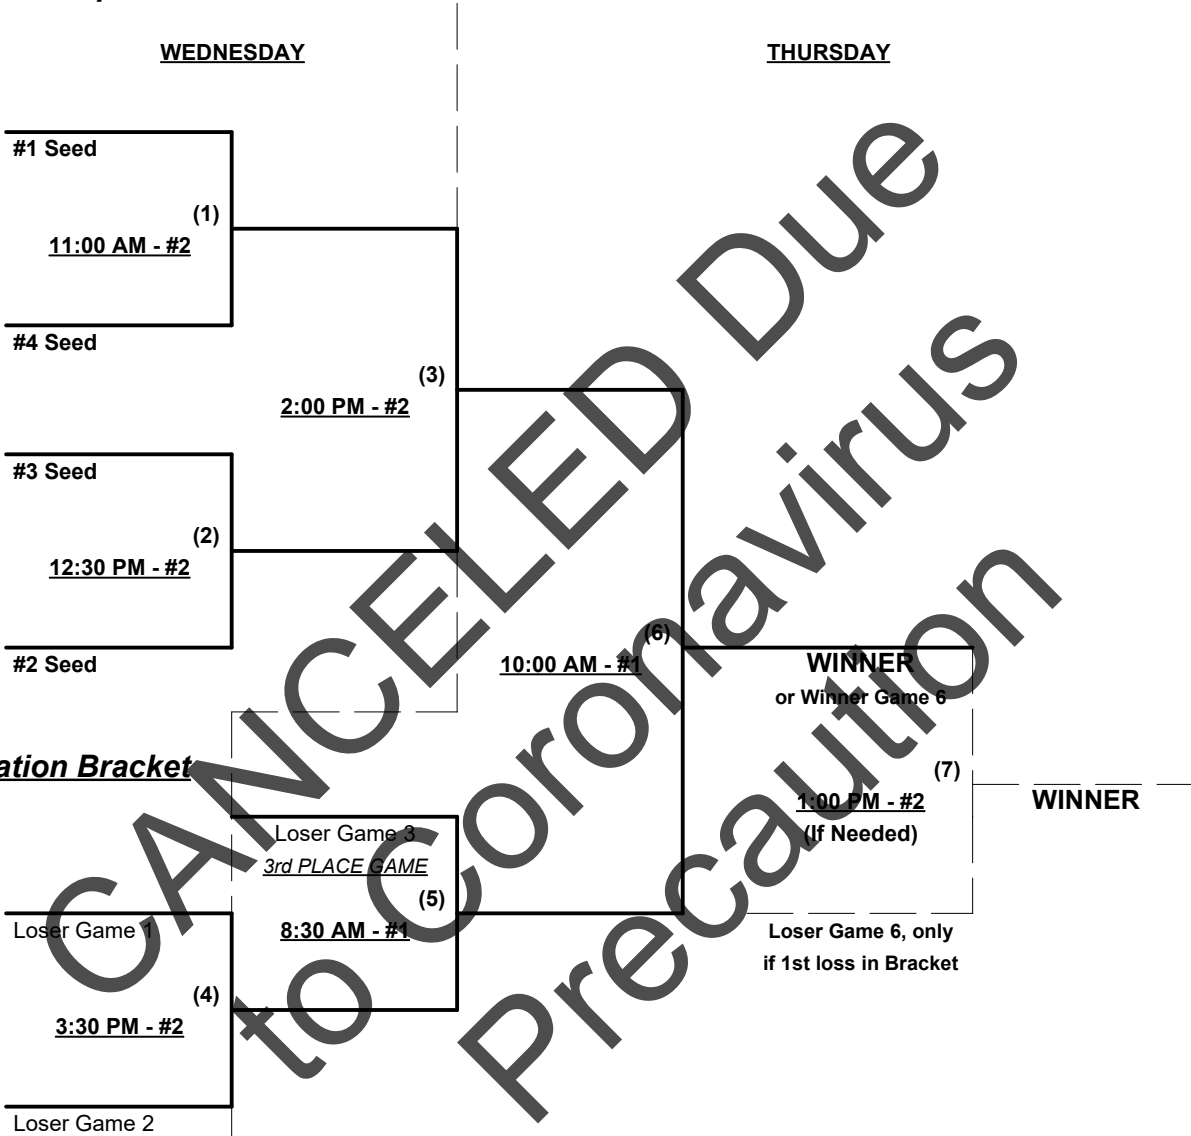 WEDNESDAY
THURSDAY
#1 Seed
(1)
11:00 AM - #2
#4 Seed
(3)
2:00 PM - #2
#3 Seed
(2)
12:30 PM - #2
#2 Seed
(6)
10:00 AM - #1
WINNER
or Winner Game 6
ation Bracket
(7)
1:00 PM - #2
(If Needed)
WINNER
Loser Game 3
3rd PLACE GAME
(5)
8:30 AM - #1
Loser Game 1
Loser Game 6, only
if 1st loss in Bracket
(4)
3:30 PM - #2
Loser Game 2
CANCELED Due
to Coronavirus
Precaution